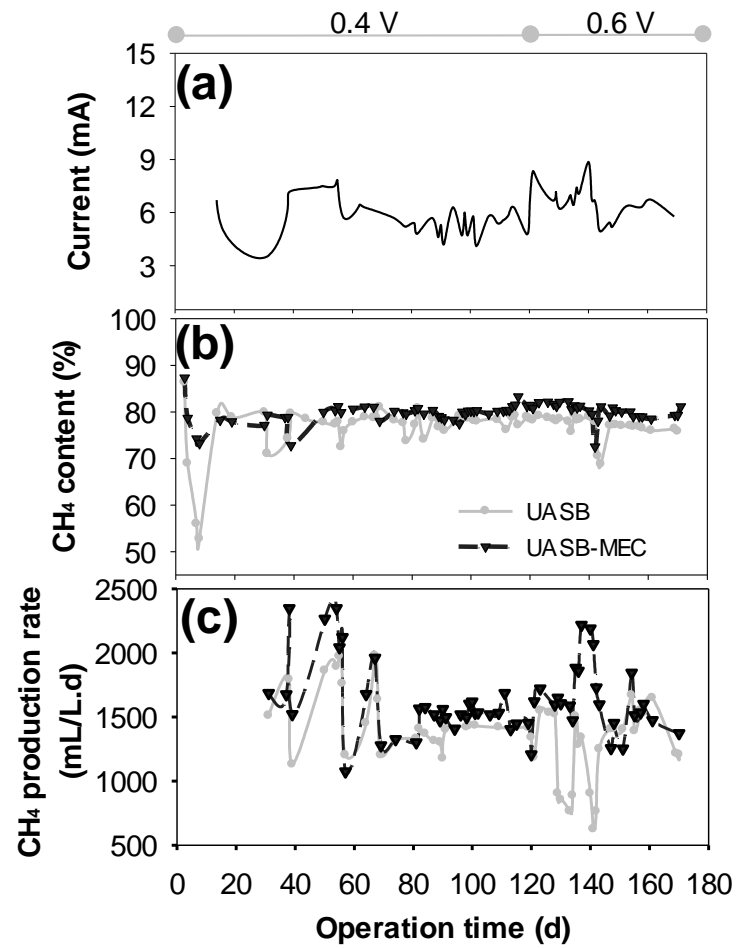 0.4 V 0.6 V
15
(a)
12
9
6
3
Current (mA)
100
(b)
90
80
70
60
50
CH4 content (%)
UASB
UASB-MEC
2500
(c)
2000
1500
1000
500
CH4 production rate
(mL/L.d)
0 20 40 60 80 100 120 140 160 180
Operation time (d)